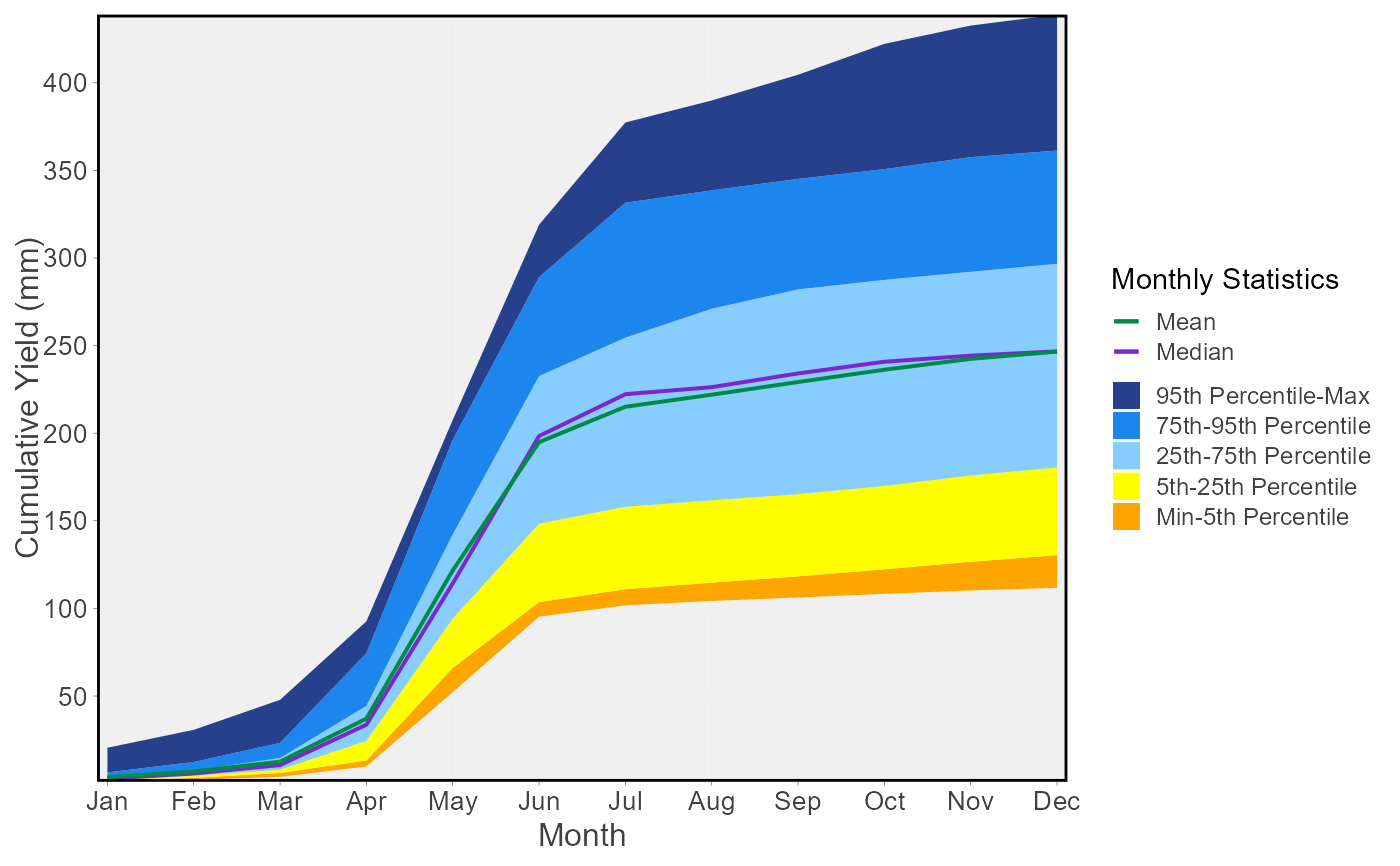 400
350
300
250
200
150
100
50
Cumulative Yield (mm)
Jan Feb Mar Apr May Jun Jul Aug Sep Oct Nov Dec
Month
Monthly Statistics
Mean
Median
95th Percentile-Max
75th-95th Percentile
25th-75th Percentile
5th-25th Percentile
Min-5th Percentile